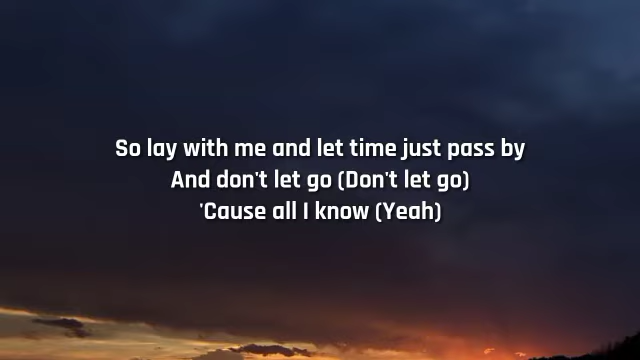 So lay with me and let time just pass by
And don't let go (Don't let go)
'Cause all I know (Yeah)